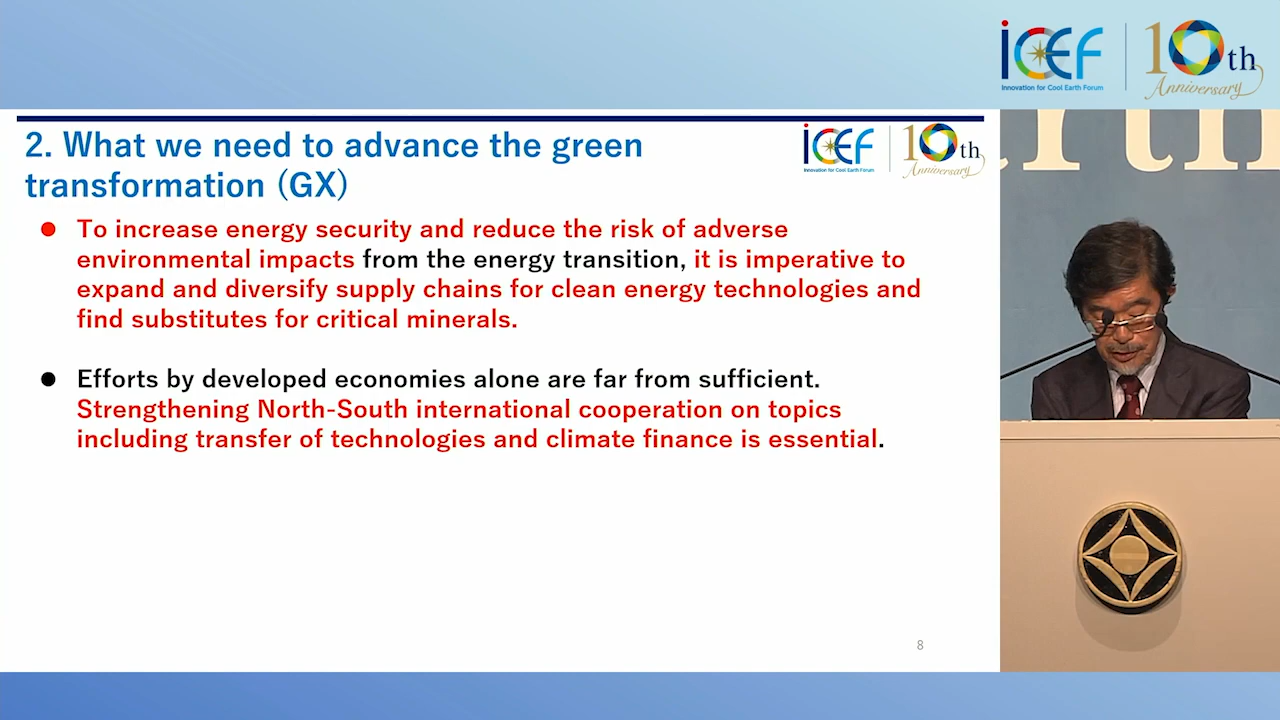 ICEF
Innovation for Cool Earth Forum
10th
Anniversary
2. What we need to advance the green
transformation (GX)
ICEF
Innovation for Cool Earth Forum
10th
Anniversary
● To increase energy security and reduce the risk of adverse
environmental impacts from the energy transition, it is imperative to
expand and diversify supply chains for clean energy technologies and
find substitutes for critical minerals.
● Efforts by developed economies alone are far from sufficient.
Strengthening North-South international cooperation on topics
including transfer of technologies and climate finance is essential.
8